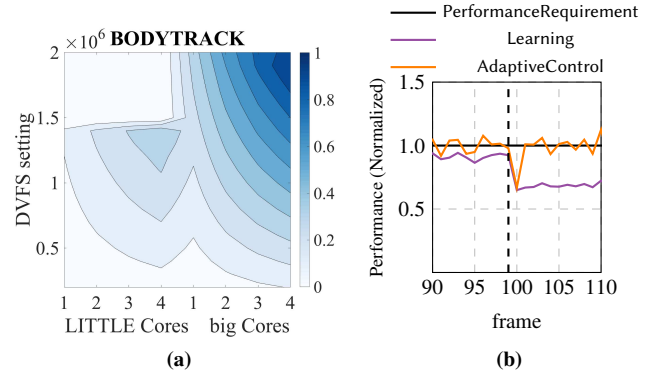 BODYTRACK
× 10⁶
2
1.5
1
0.5
DVFS setting
1 2 3 4 1 2 3 4
LITTLE Cores big Cores
1
0.8
0.6
0.4
0.2
0
(a)
PerformanceRequirement
Learning
AdaptiveControl
1.5
1.0
0.5
Performance (Normalized)
90 95 100 105 110
frame
(b)